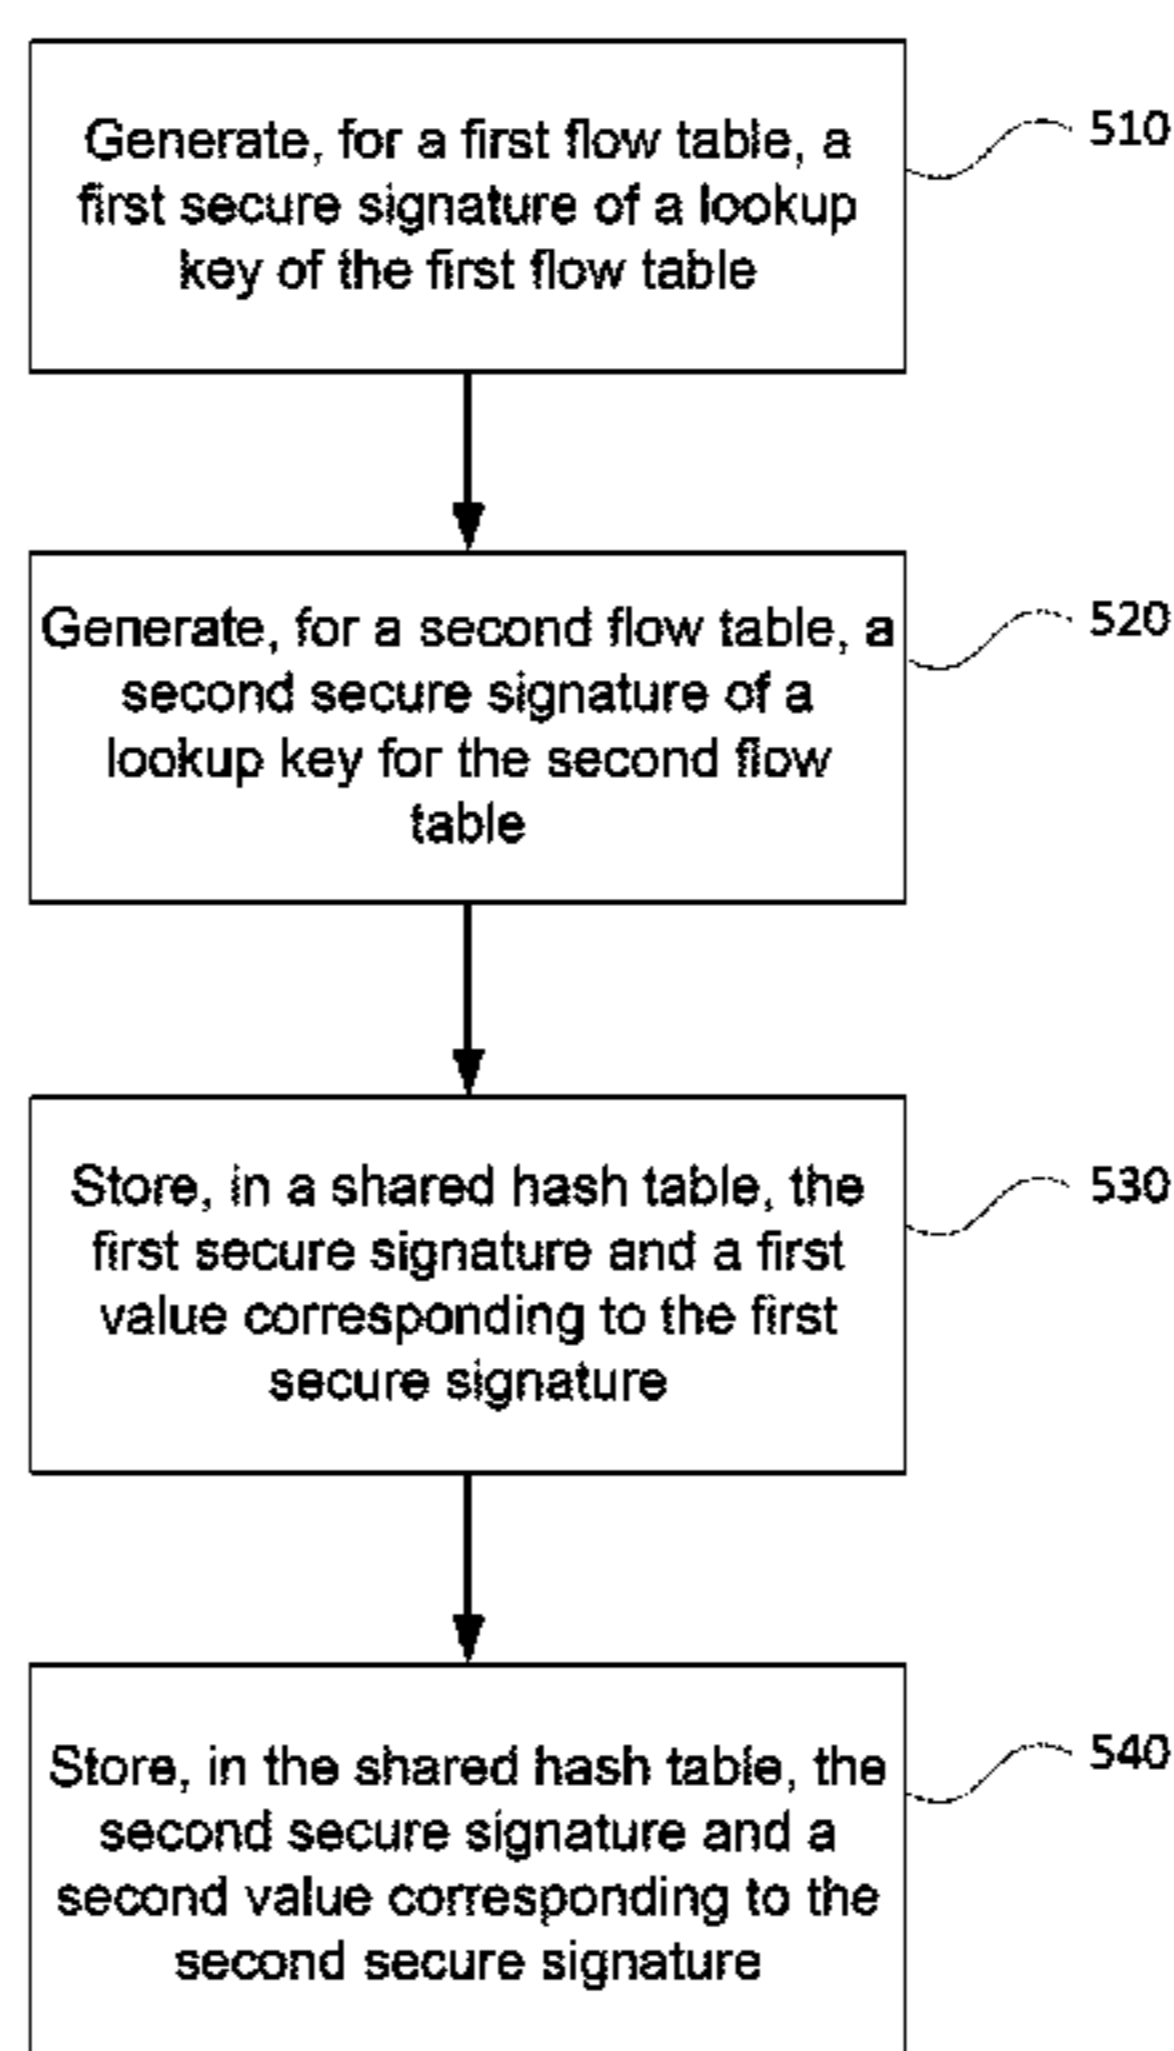 Generate, for a first flow table, a
first secure signature of a lookup
key of the first flow table
510
Generate, for a second flow table, a
second secure signature of a
lookup key for the second flow
table
520
Store, in a shared hash table, the
first secure signature and a first
value corresponding to the first
secure signature
530
Store, in the shared hash table, the
second secure signature and a
second value corresponding to the
second secure signature
540